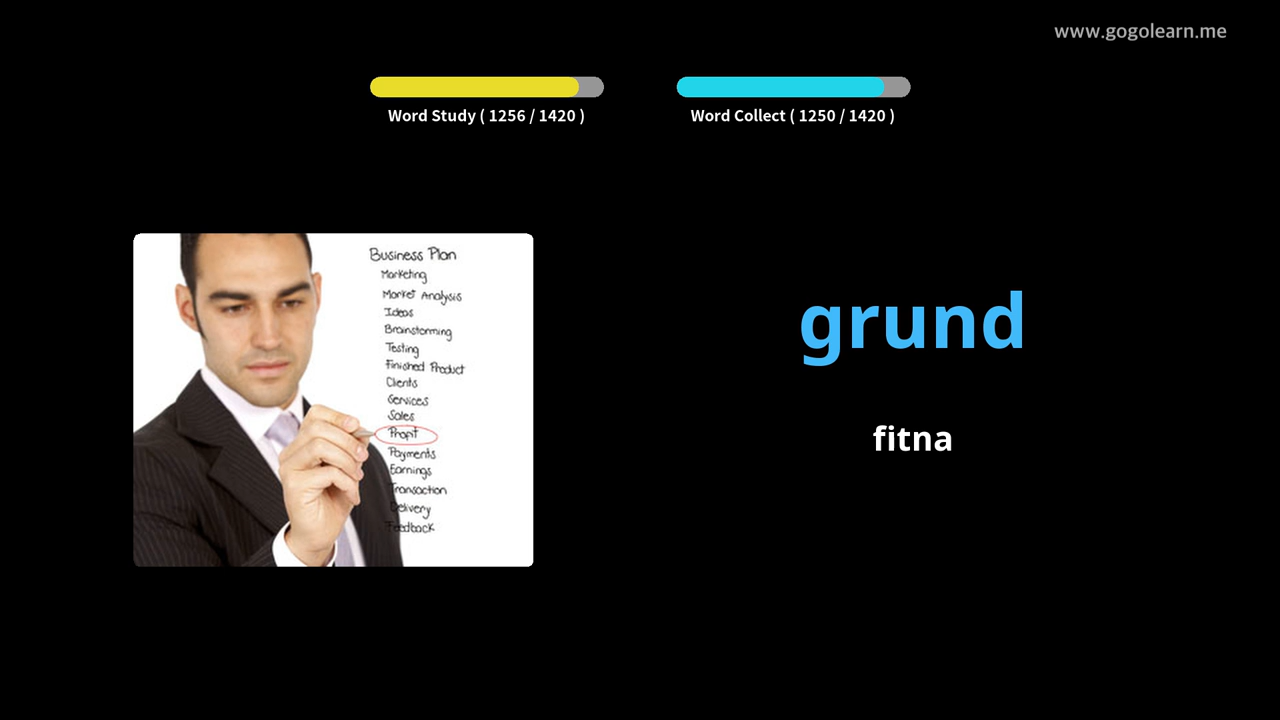 www.gogolearn.me
Word Study ( 1256 / 1420 )
Word Collect ( 1250 / 1420 )
Business Plan
Marketing
Market Analysis
Ideas
Brainstorming
Testing
Finished Product
Clients
Services
Sales
Profit
Payments
Earnings
Transaction
Delivery
Feedback
grund
fitna